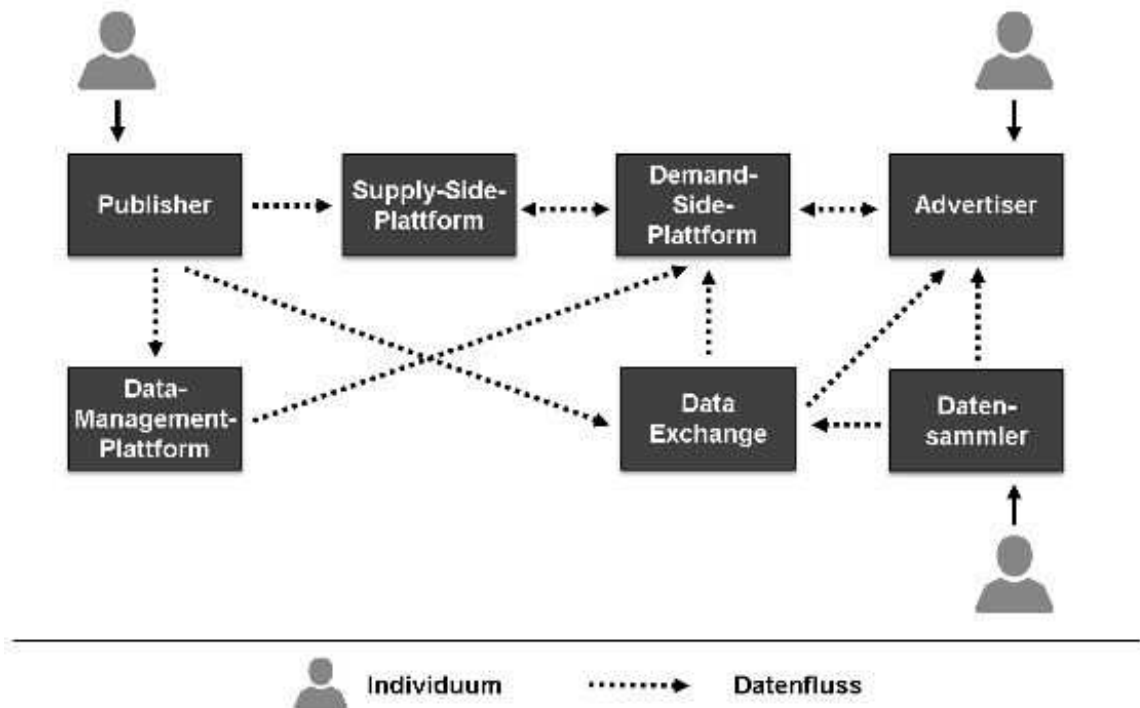 Publisher
Supply-Side-
Plattform
Demand-
Side-
Plattform
Advertiser
Data-
Management-
Plattform
Data
Exchange
Daten-
sammler
Individuum
Datenfluss